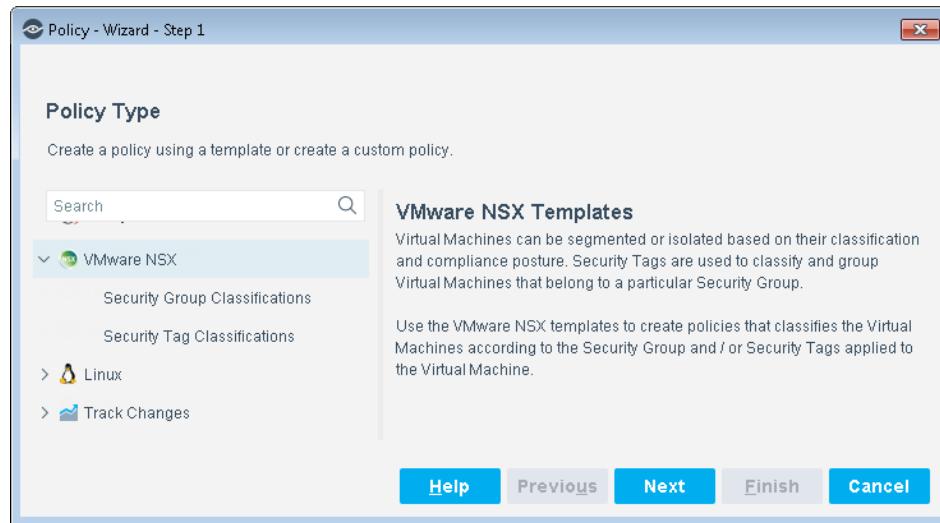 Policy - Wizard - Step 1
Policy Type
Create a policy using a template or create a custom policy.
Search
VMware NSX
Security Group Classifications
Security Tag Classifications
Linux
Track Changes
VMware NSX Templates
Virtual Machines can be segmented or isolated based on their classification
and compliance posture. Security Tags are used to classify and group
Virtual Machines that belong to a particular Security Group.
Use the VMware NSX templates to create policies that classifies the Virtual
Machines according to the Security Group and / or Security Tags applied to
the Virtual Machine.
Help
Previous
Next
Finish
Cancel